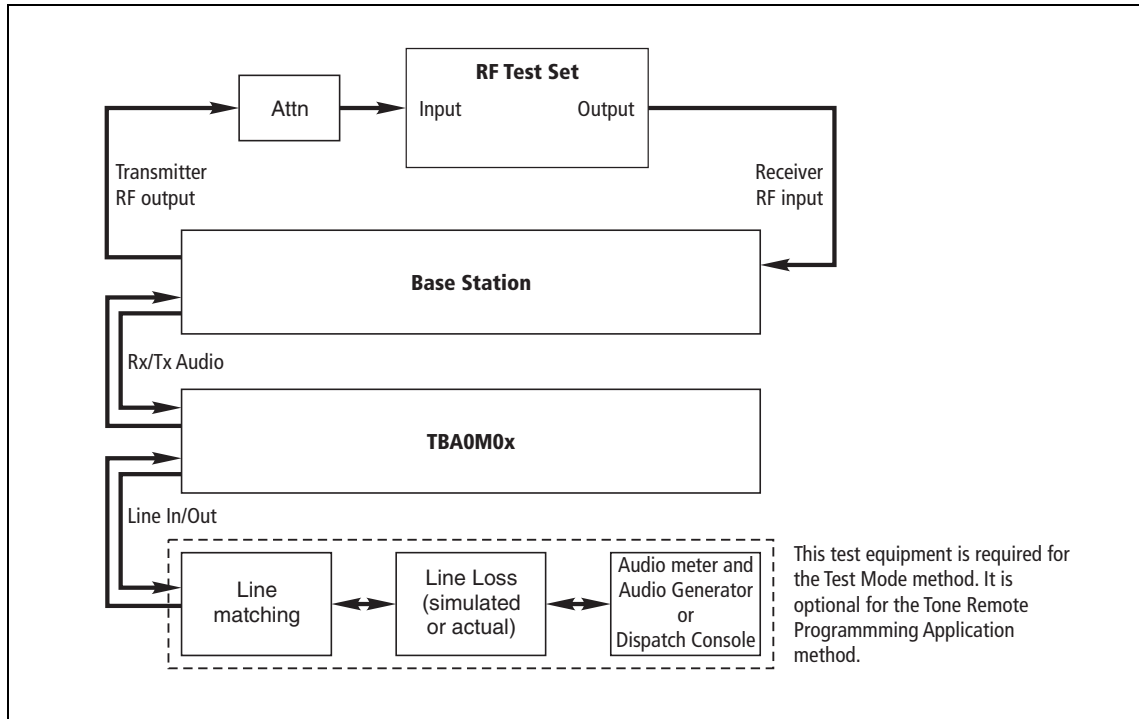 RF Test Set
Attn
Input
Output
Transmitter
RF output
Receiver
RF input
Base Station
Rx/Tx Audio
TBA0M0x
Line In/Out
Line
matching
Line Loss
(simulated
or actual)
Audio meter and
Audio Generator
or
Dispatch Console
This test equipment is required for
the Test Mode method. It is
optional for the Tone Remote
Programmming Application
method.